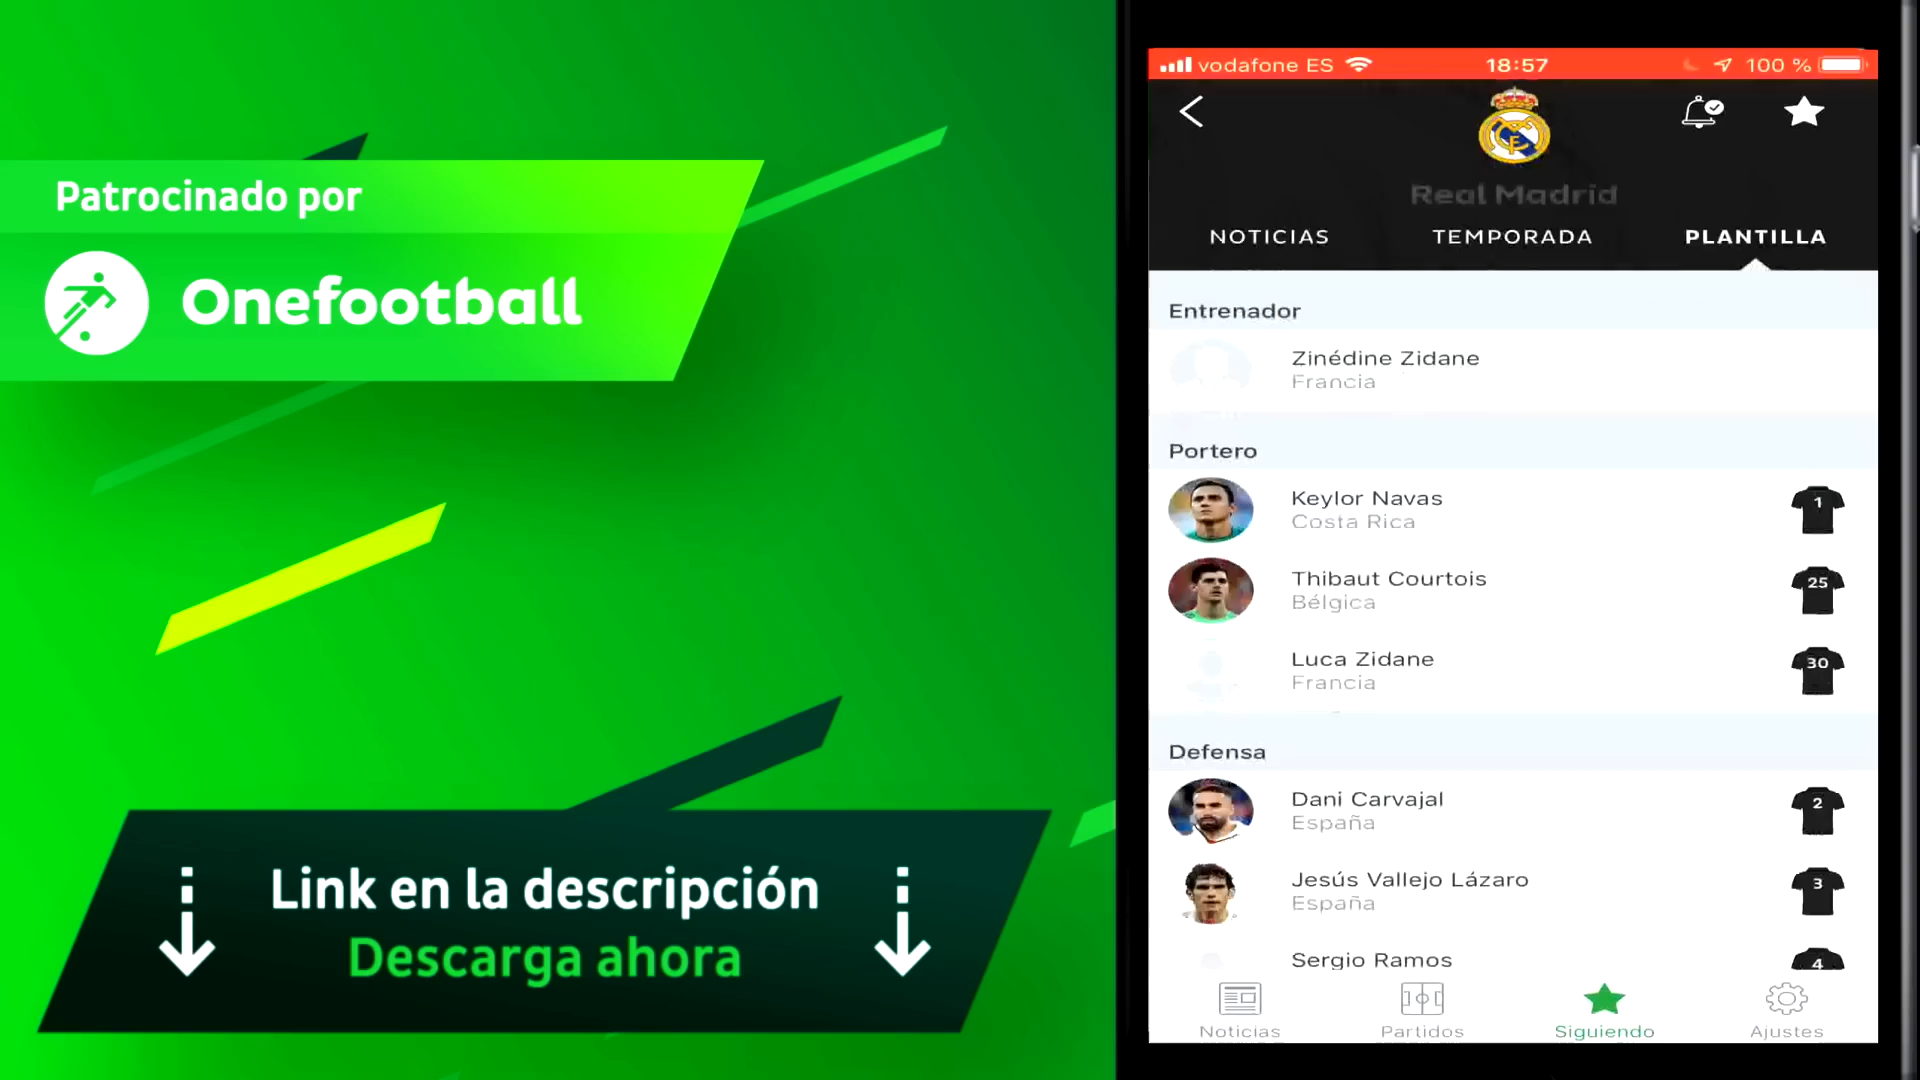 Patrocinado por
Onefootball
Link en la descripción
Descarga ahora
vodafone ES
18:57
100 %
Real Madrid
NOTICIAS
TEMPORADA
PLANTILLA
Entrenador
Zinédine Zidane
Francia
Portero
Keylor Navas
Costa Rica
1
Thibaut Courtois
Bélgica
25
Luca Zidane
Francia
30
Defensa
Dani Carvajal
España
2
Jesús Vallejo Lázaro
España
3
Sergio Ramos
4
Noticias
Partidos
Siguiendo
Ajustes